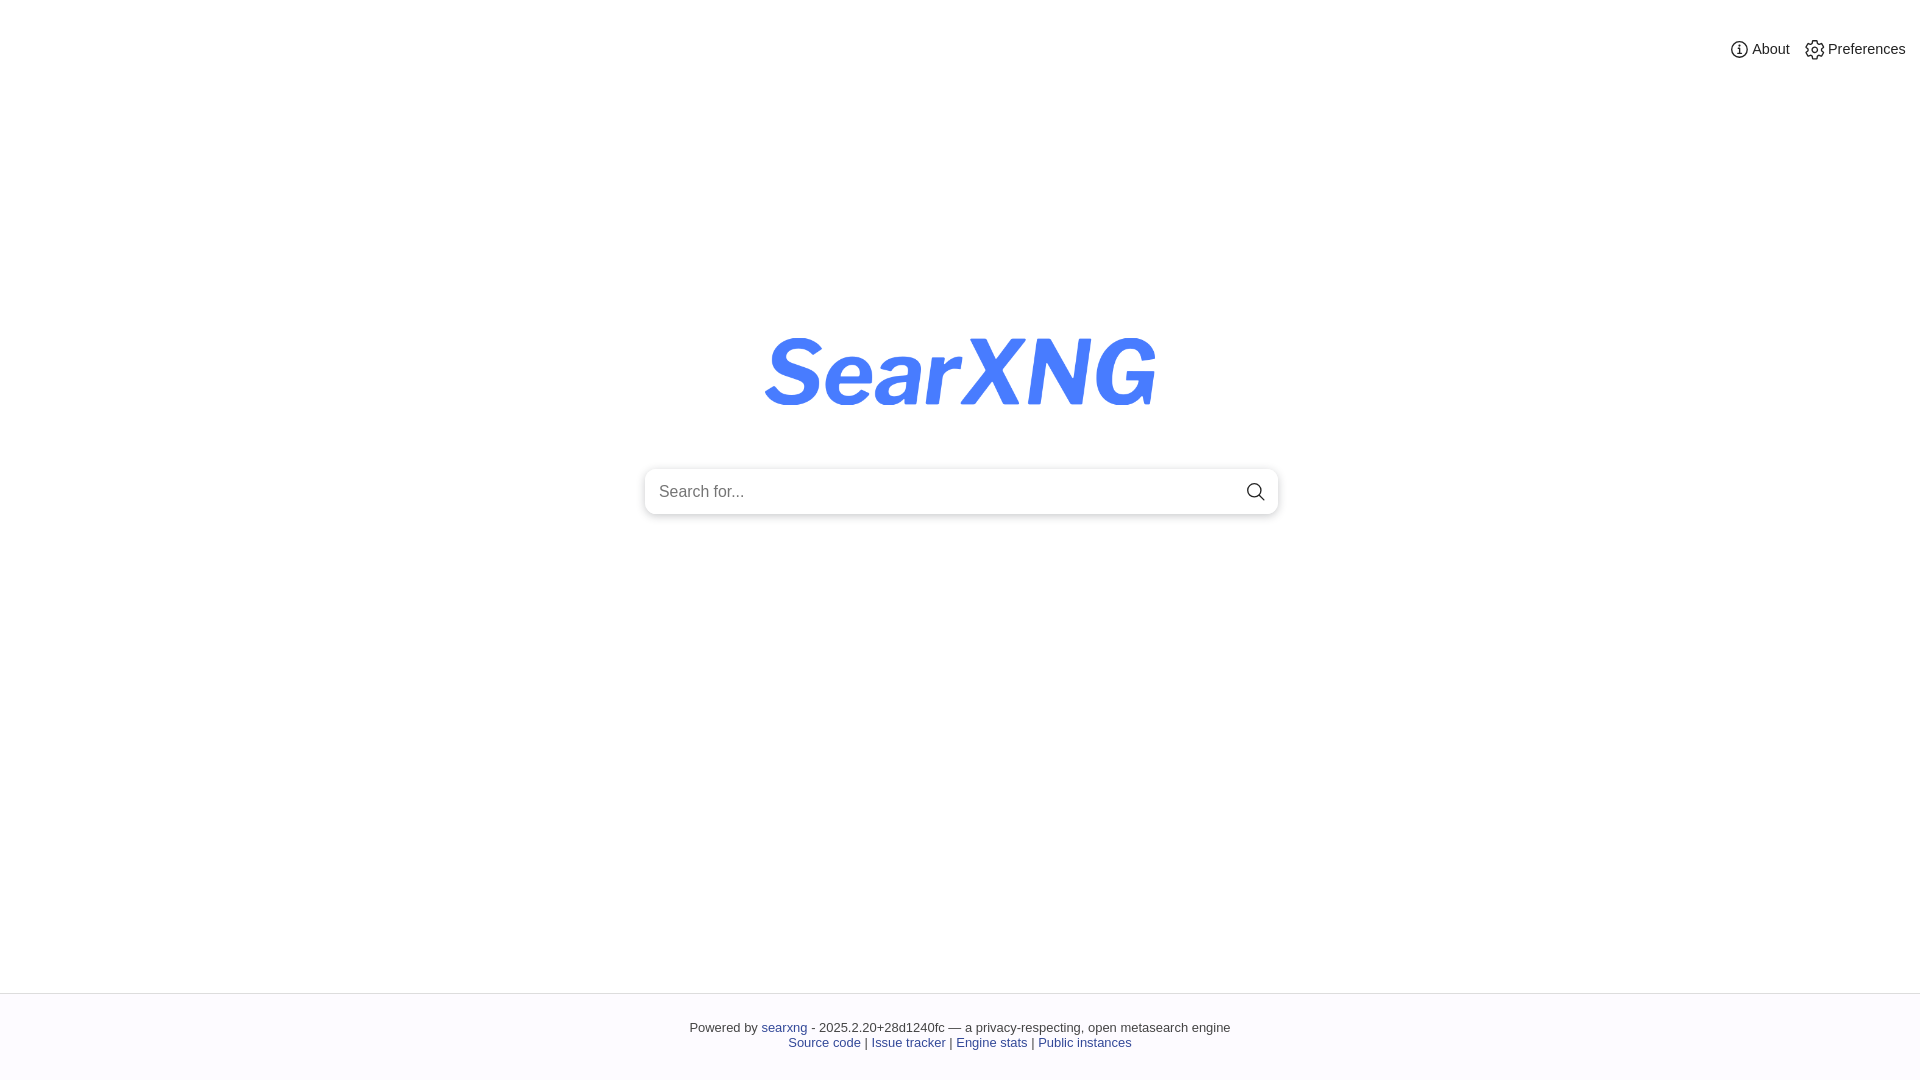 About
Preferences
SearXNG
Search for...
Powered by searxng - 2025.2.20+28d1240fc — a privacy-respecting, open metasearch engine
Source code | Issue tracker | Engine stats | Public instances